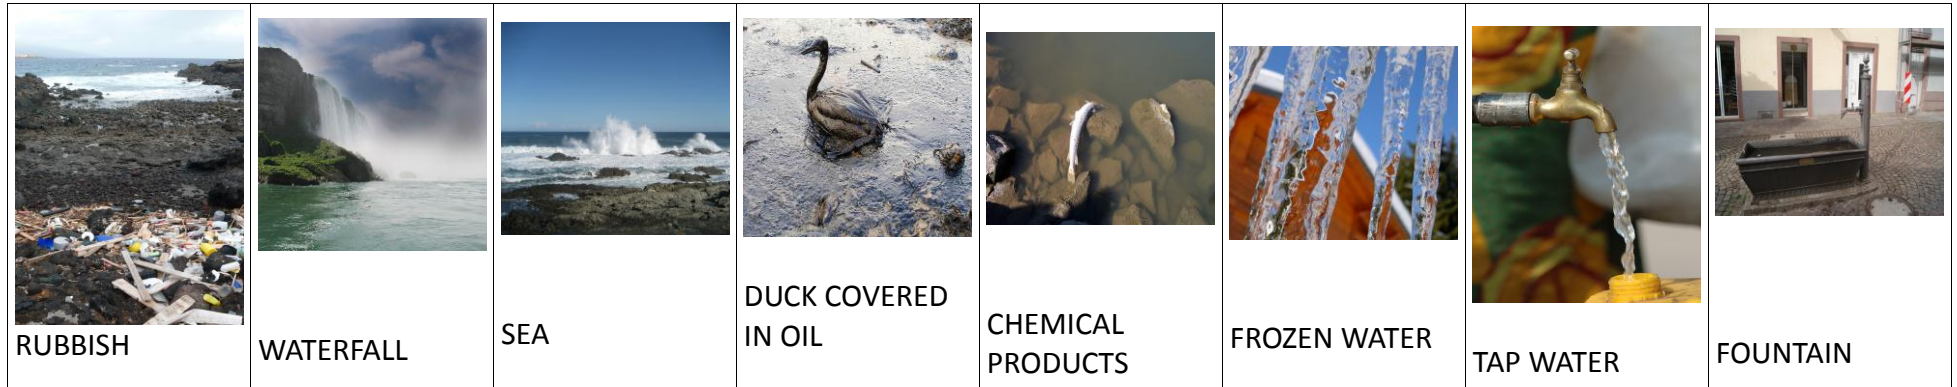 RUBBISH
WATERFALL
SEA
DUCK COVERED
IN OIL
CHEMICAL
PRODUCTS
FROZEN WATER
TAP WATER
FOUNTAIN